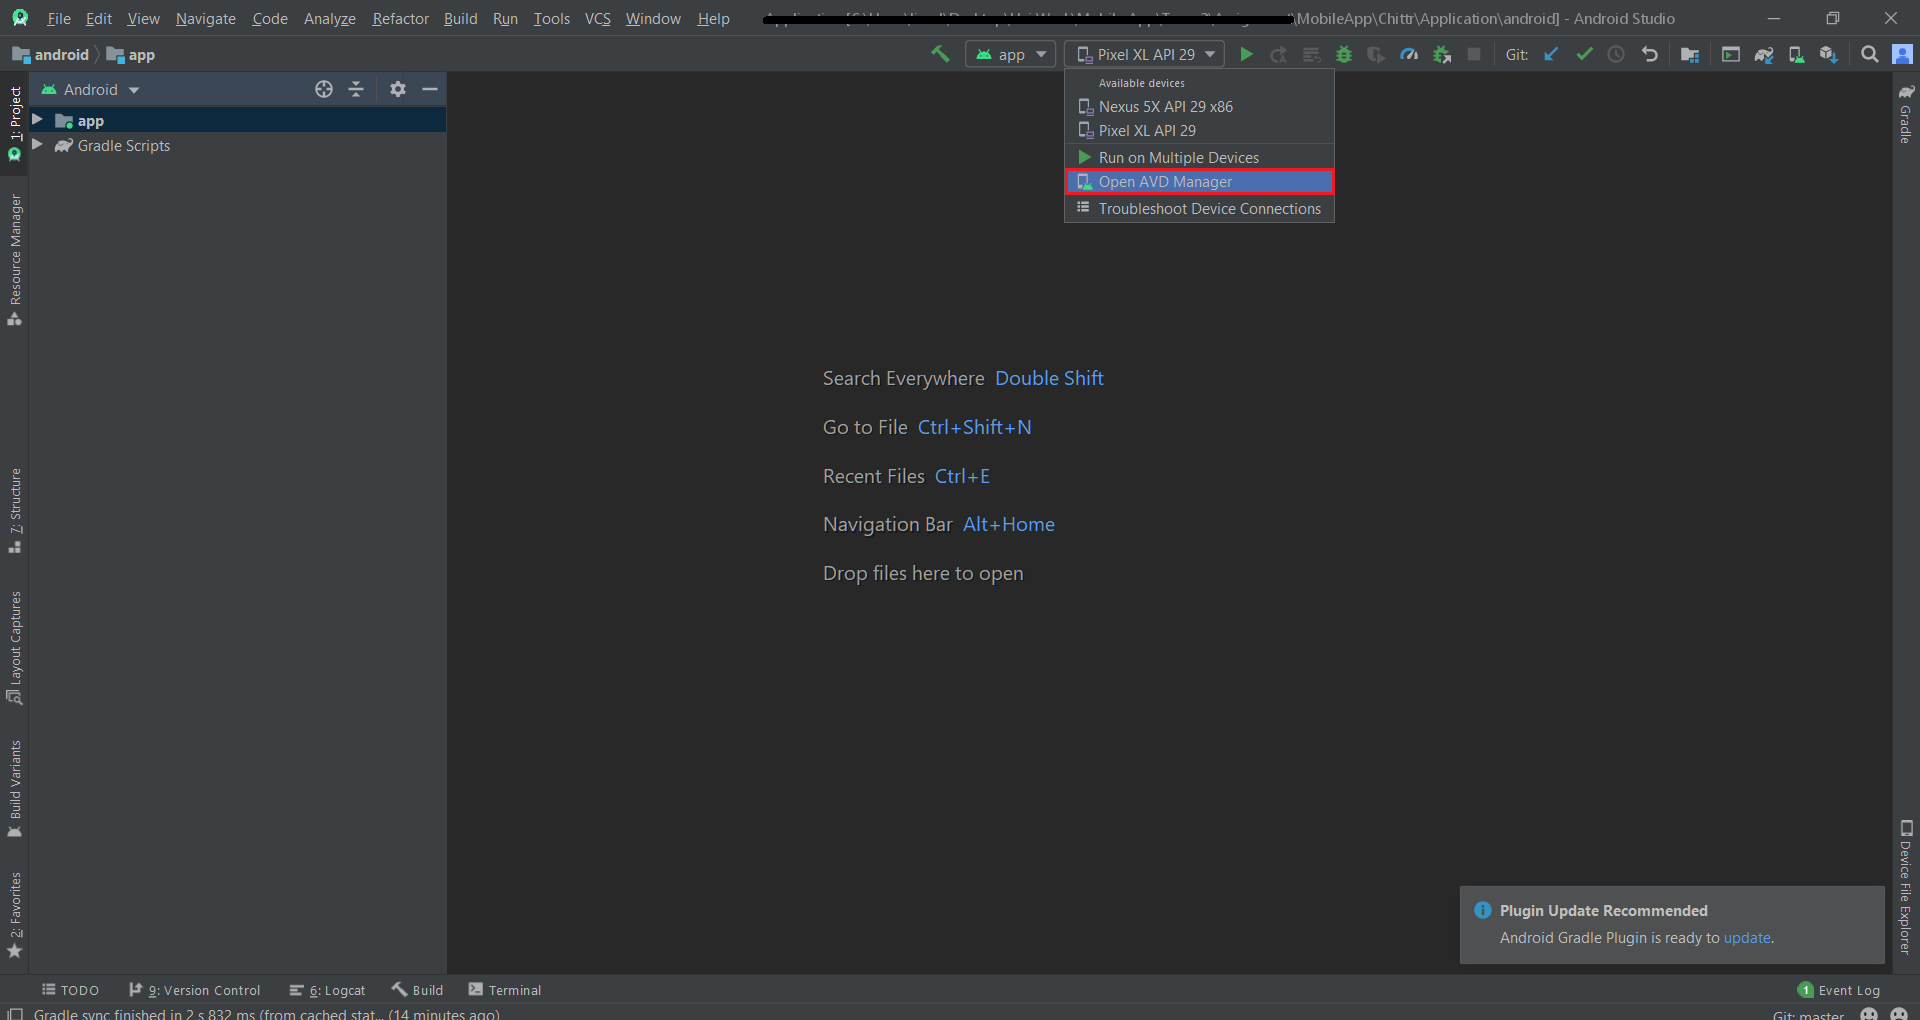 File Edit View Navigate Code Analyze Refactor Build Run Tools VCS Window Help \MobileApp\Chittr\Application\android] - Android Studio
android app app Pixel XL API 29 Git:
Android
app
Gradle Scripts
Available devices
Nexus 5X API 29 x86
Pixel XL API 29
Run on Multiple Devices
Open AVD Manager
Troubleshoot Device Connections
1: Project
Resource Manager
7: Structure
Layout Captures
Build Variants
2: Favorites
Search Everywhere Double Shift
Go to File Ctrl+Shift+N
Recent Files Ctrl+E
Navigation Bar Alt+Home
Drop files here to open
Gradle
Device File Explorer
Plugin Update Recommended
Android Gradle Plugin is ready to update.
TODO 9: Version Control 6: Logcat Build Terminal 1 Event Log
Gradle sync finished in 2 s 832 ms (from cached stat... (14 minutes ago) Git: master